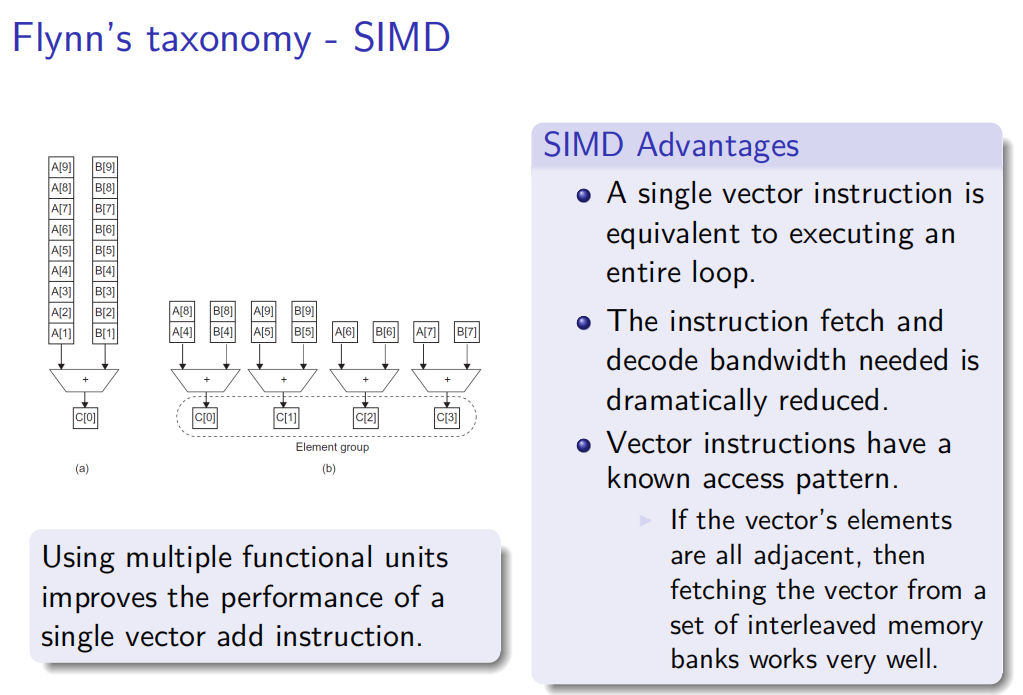 Flynn's taxonomy - SIMD
A[9] B[9]
A[8] B[8]
A[7] B[7]
A[6] B[6]
A[5] B[5]
A[4] B[4]
A[3] B[3]
A[2] B[2]
A[1] B[1]
+
C[0]
(a)
A[8] B[8] A[9] B[9]
A[4] B[4] A[5] B[5] A[6] B[6] A[7] B[7]
+ + + +
C[0] C[1] C[2] C[3]
Element group
(b)
Using multiple functional units
improves the performance of a
single vector add instruction.
SIMD Advantages
A single vector instruction is
equivalent to executing an
entire loop.
The instruction fetch and
decode bandwidth needed is
dramatically reduced.
Vector instructions have a
known access pattern.
If the vector's elements
are all adjacent, then
fetching the vector from a
set of interleaved memory
banks works very well.